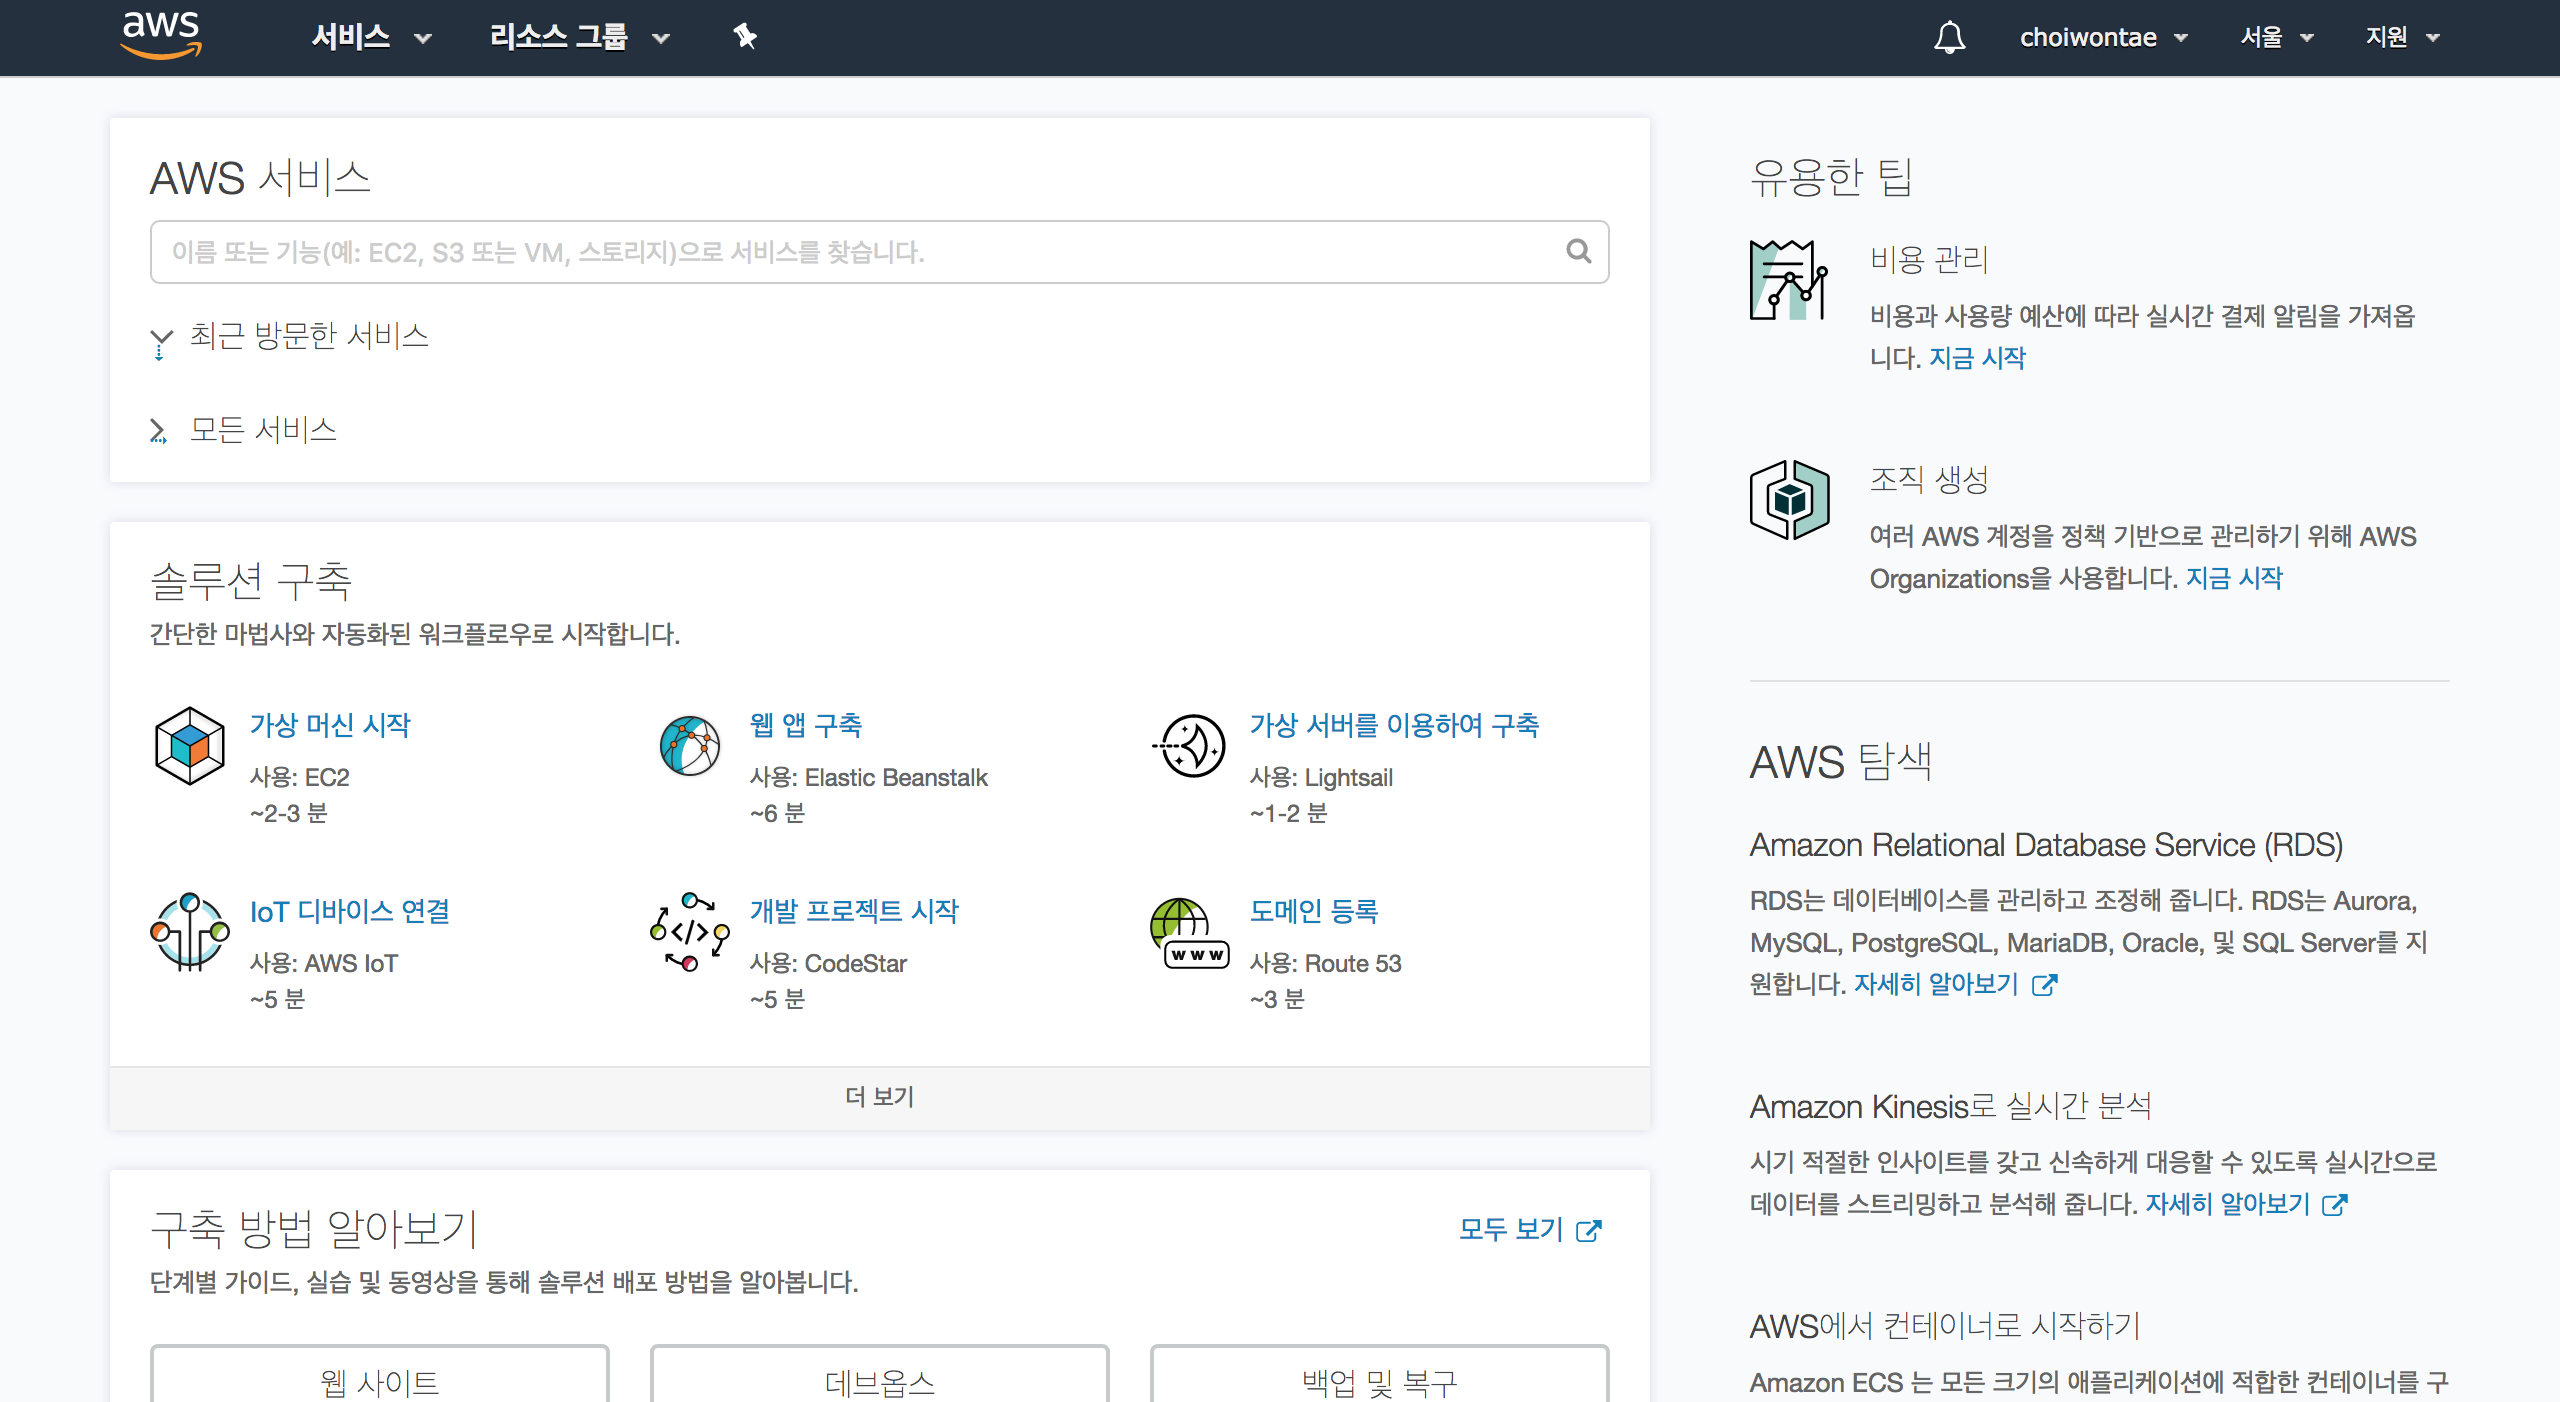 aws
서비스
리소스 그룹
choiwontae
서울
지원
AWS 서비스
이름 또는 기능(예: EC2, S3 또는 VM, 스토리지)으로 서비스를 찾습니다.
최근 방문한 서비스
모든 서비스
솔루션 구축
간단한 마법사와 자동화된 워크플로우로 시작합니다.
가상 머신 시작
사용: EC2
~2-3 분
웹 앱 구축
사용: Elastic Beanstalk
~6 분
가상 서버를 이용하여 구축
사용: Lightsail
~1-2 분
IoT 디바이스 연결
사용: AWS IoT
~5 분
개발 프로젝트 시작
사용: CodeStar
~5 분
www
도메인 등록
사용: Route 53
~3 분
더 보기
구축 방법 알아보기
모두 보기
단계별 가이드, 실습 및 동영상을 통해 솔루션 배포 방법을 알아봅니다.
웹 사이트
데브옵스
백업 및 복구
유용한 팁
비용 관리
비용과 사용량 예산에 따라 실시간 결제 알림을 가져옵
니다. 지금 시작
조직 생성
여러 AWS 계정을 정책 기반으로 관리하기 위해 AWS
Organizations을 사용합니다. 지금 시작
AWS 탐색
Amazon Relational Database Service (RDS)
RDS는 데이터베이스를 관리하고 조정해 줍니다. RDS는 Aurora,
MySQL, PostgreSQL, MariaDB, Oracle, 및 SQL Server를 지
원합니다. 자세히 알아보기
Amazon Kinesis로 실시간 분석
시기 적절한 인사이트를 갖고 신속하게 대응할 수 있도록 실시간으로
데이터를 스트리밍하고 분석해 줍니다. 자세히 알아보기
AWS에서 컨테이너로 시작하기
Amazon ECS 는 모든 크기의 애플리케이션에 적합한 컨테이너를 구